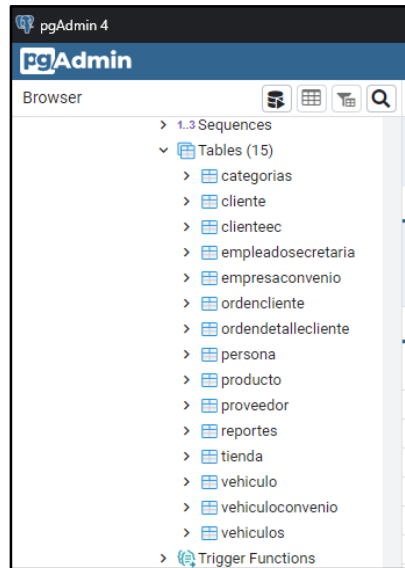 pgAdmin 4
pgAdmin
Browser
1..3 Sequences
Tables (15)
categorias
cliente
clienteec
empleadosecretaria
empresaconvenio
ordencliente
ordendetallecliente
persona
producto
proveedor
reportes
tienda
vehiculo
vehiculoconvenio
vehiculos
Trigger Functions